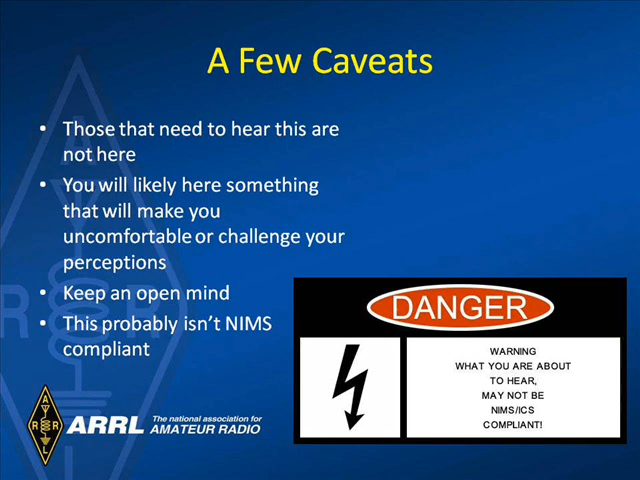 A Few Caveats
• Those that need to hear this are
not here
• You will likely here something
that will make you
uncomfortable or challenge your
perceptions
• Keep an open mind
• This probably isn't NIMS
compliant
DANGER
WARNING
WHAT YOU ARE ABOUT
TO HEAR,
MAY NOT BE
NIMS/ICS
COMPLIANT!
A
R R
L
ARRL
The national association for
AMATEUR RADIO